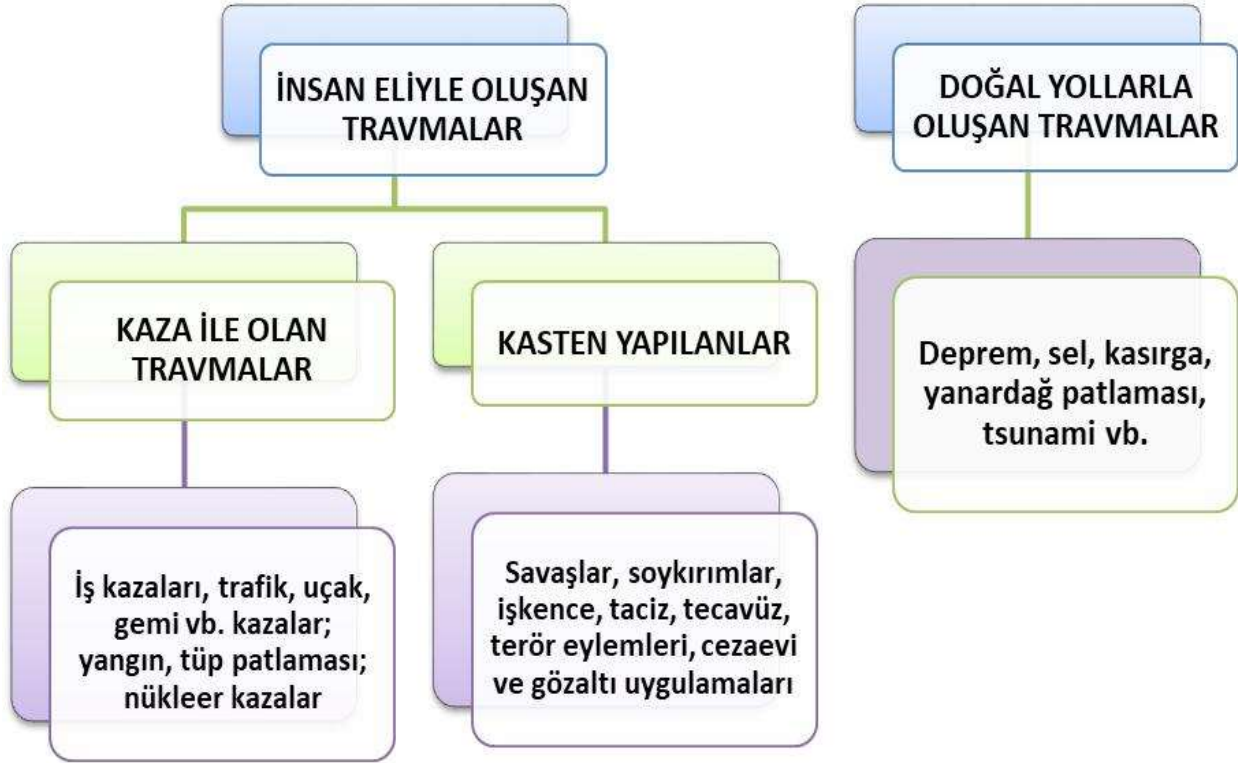 İNSAN ELİYLE OLUŞAN
TRAVMALAR
KAZA İLE OLAN
TRAVMALAR
İş kazaları, trafik, uçak,
gemi vb. kazalar;
yangın, tüp patlaması;
nükleer kazalar
KASTEN YAPILANLAR
Savaşlar, soykırımlar,
işkence, taciz, tecavüz,
terör eylemleri, cezaevi
ve gözaltı uygulamaları
DOĞAL YOLLARLA
OLUŞAN TRAVMALAR
Deprem, sel, kasırga,
yanardağ patlaması,
tsunami vb.